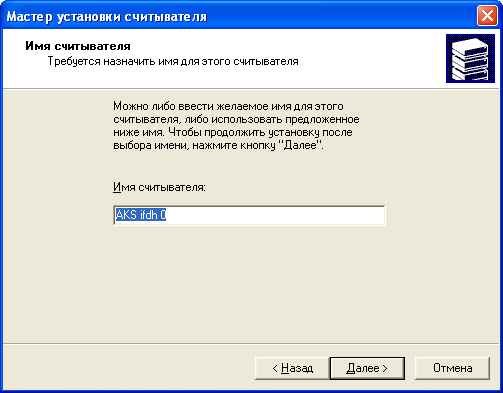 Мастер установки считывателя
Имя считывателя
Требуется назначить имя для этого считывателя
Можно либо ввести желаемое имя для этого
считывателя, либо использовать предложенное
ниже имя. Чтобы продолжить установку после
выбора имени, нажмите кнопку "Далее".
Имя считывателя:
AKS ifdh 0
< Назад
Далее >
Отмена